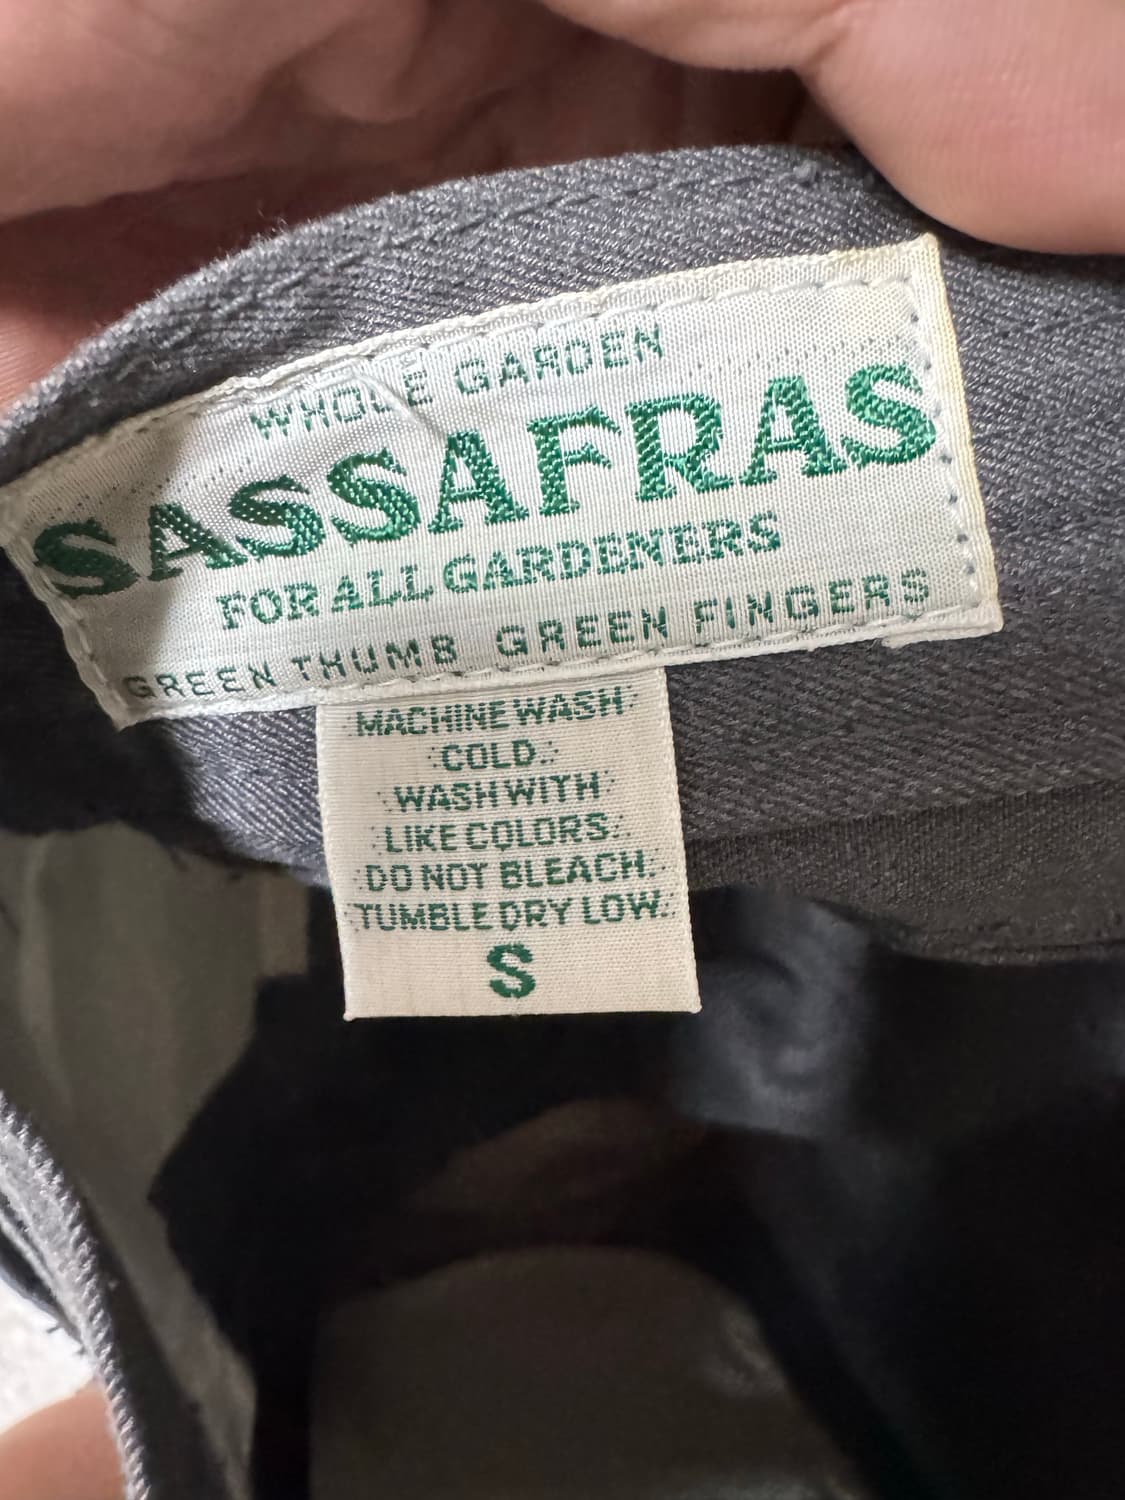 WHOLE GARDEN
SASSAFRAS
FOR ALL GARDENERS
GREEN THUMB GREEN FINGERS
MACHINE WASH
COLD.
WASH WITH
LIKE COLORS.
DO NOT BLEACH.
TUMBLE DRY LOW.
S